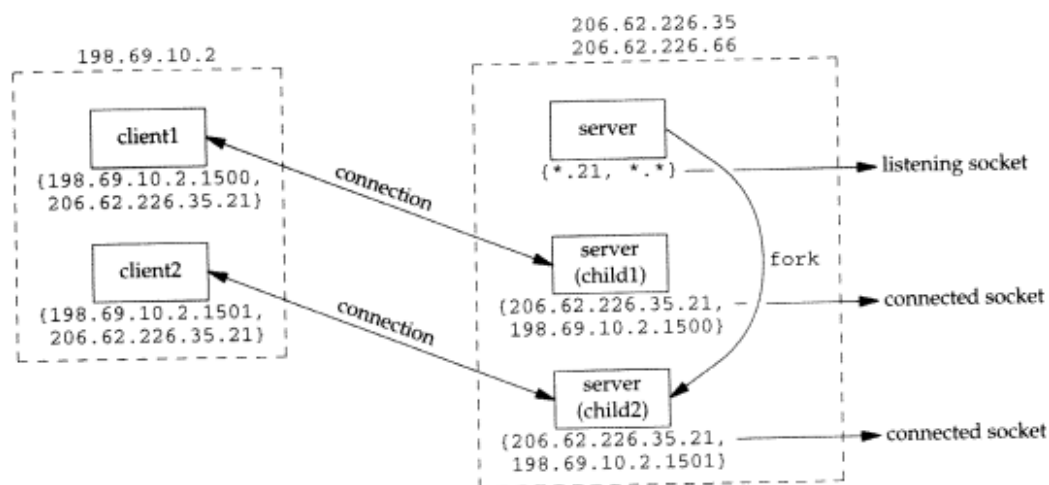 198.69.10.2
client1
{198.69.10.2.1500,
206.62.226.35.21}
client2
{198.69.10.2.1501,
206.62.226.35.21}
connection
connection
206.62.226.35
206.62.226.66
server
{*.21, *.*}
listening socket
fork
server
(child1)
{206.62.226.35.21,
198.69.10.2.1500}
connected socket
server
(child2)
{206.62.226.35.21,
198.69.10.2.1501}
connected socket